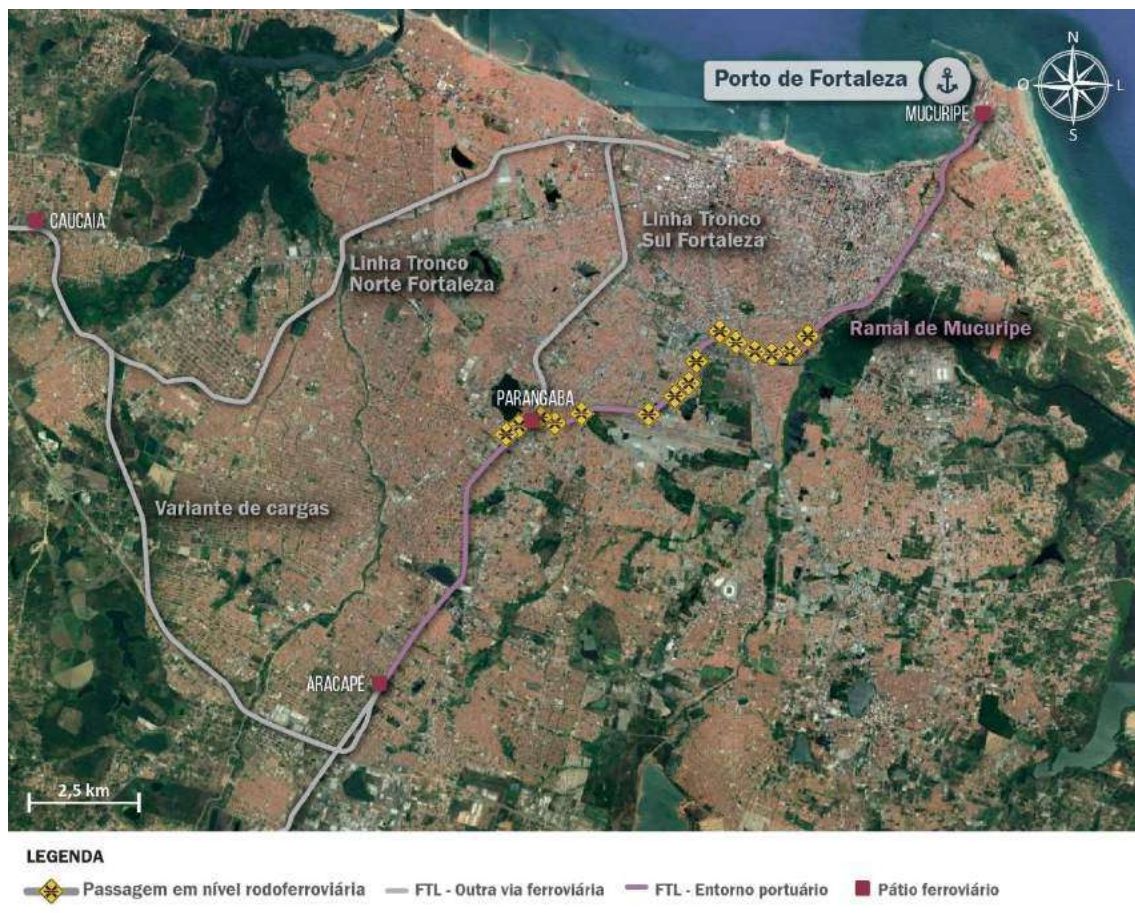 N
Porto de Fortaleza
O
L
MUCURIPE
S
CAUCAIA
Linha Tronco
Sul Fortaleza
Linha Tronco
Norte Fortaleza
Ramal de Mucuripe
PARANGABA
Variante de cargas
ARACAPÉ
2,5 km
LEGENDA
Passagem em nível rodoferroviária
FTL - Outra via ferroviária
FTL - Entorno portuário
Pátio ferroviário